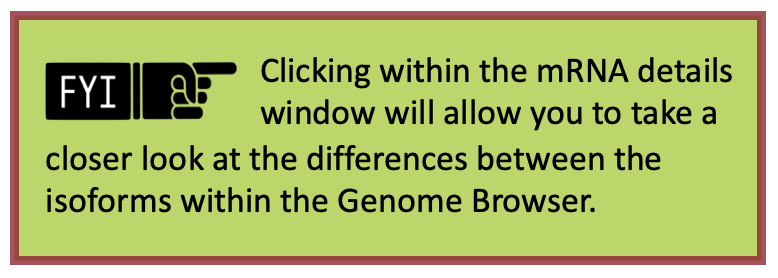 FYI
Clicking within the mRNA details
window will allow you to take a
closer look at the differences between the
isoforms within the Genome Browser.